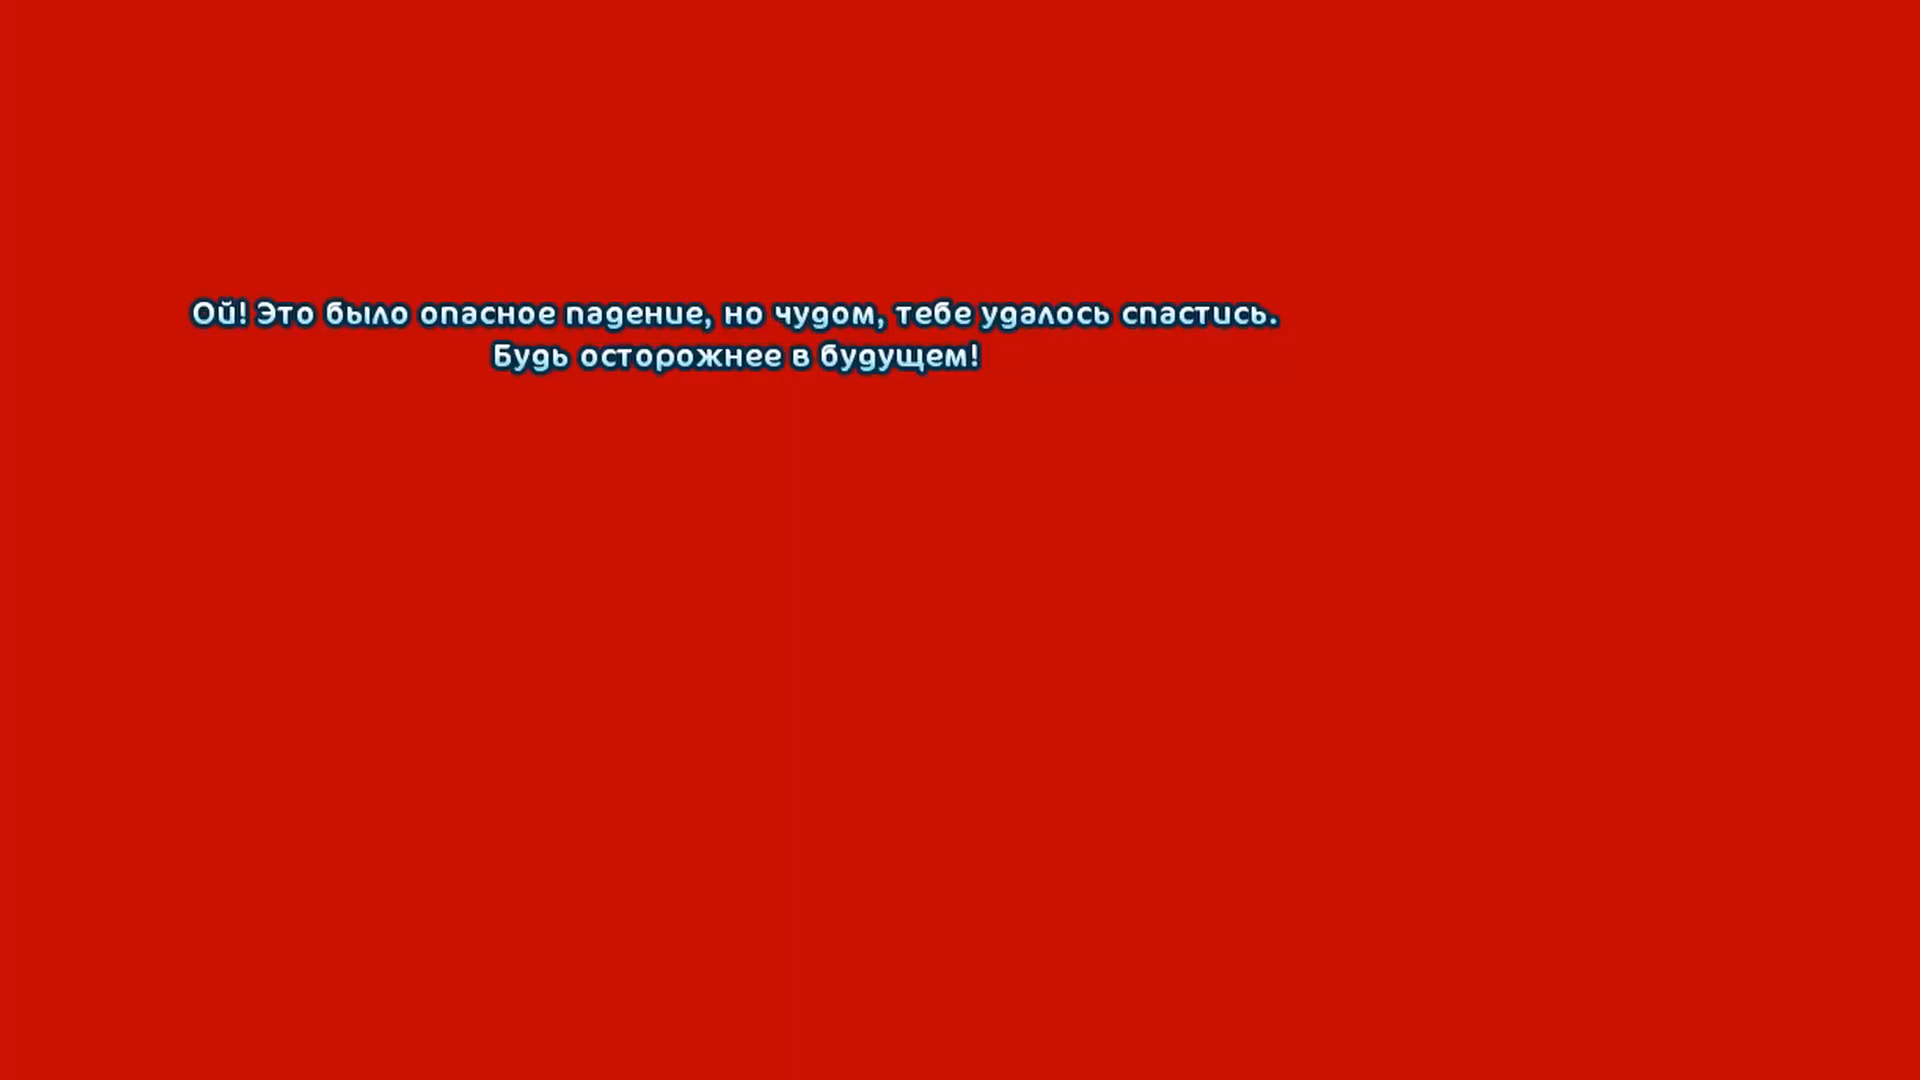 Ой! Это было опасное падение, но чудом, тебе удалось спастись.
Будь осторожнее в будущем!